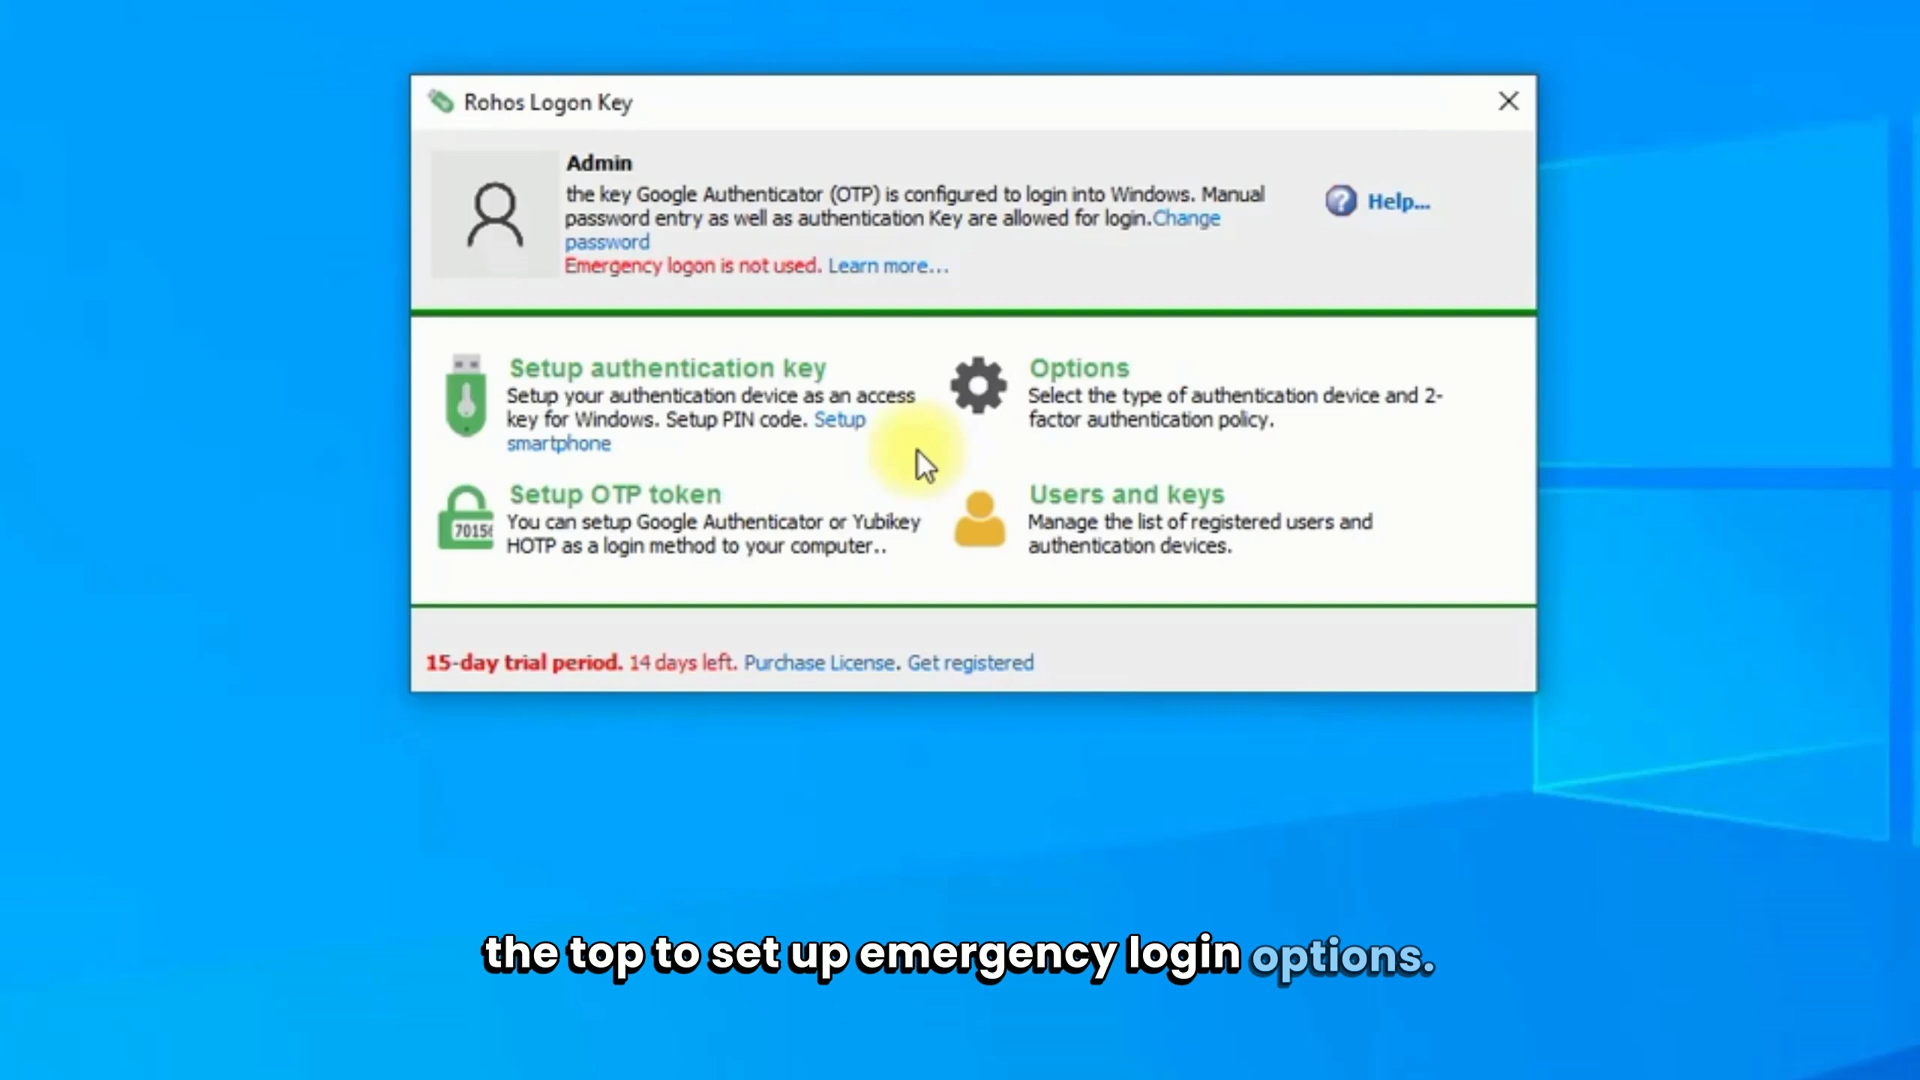 Rohos Logon Key
Admin
the key Google Authenticator (OTP) is configured to login into Windows. Manual
password entry as well as authentication Key are allowed for login.Change
password
Emergency logon is not used. Learn more...
Help...
Setup authentication key
Setup your authentication device as an access
key for Windows. Setup PIN code. Setup
smartphone
Options
Select the type of authentication device and 2-
factor authentication policy.
Setup OTP token
You can setup Google Authenticator or Yubikey
HOTP as a login method to your computer..
Users and keys
Manage the list of registered users and
authentication devices.
15-day trial period. 14 days left. Purchase License. Get registered
the top to set up emergency login options.